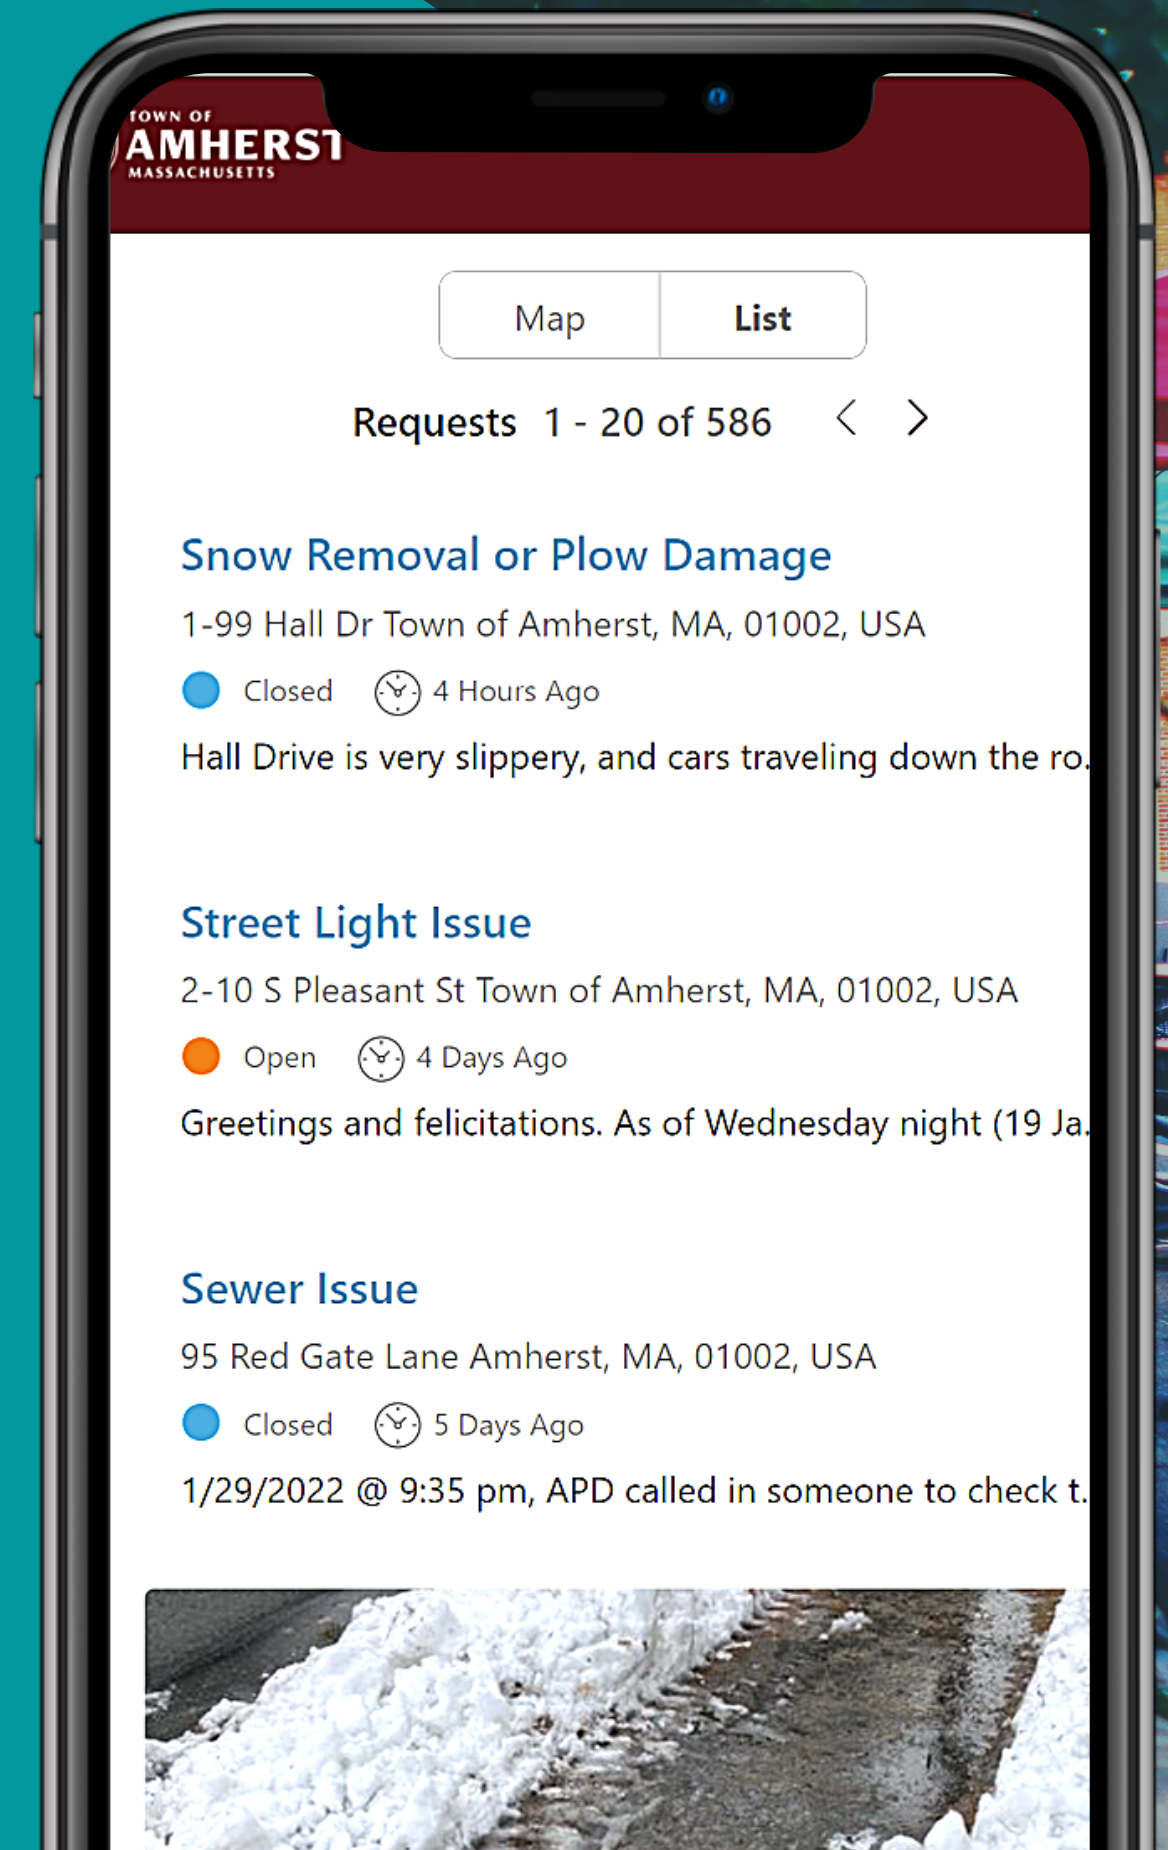 TOWN OF
AMHERST
MASSACHUSETTS
Map List
Requests 1 - 20 of 586
Snow Removal or Plow Damage
1-99 Hall Dr Town of Amherst, MA, 01002, USA
Closed 4 Hours Ago
Hall Drive is very slippery, and cars traveling down the ro.
Street Light Issue
2-10 S Pleasant St Town of Amherst, MA, 01002, USA
Open 4 Days Ago
Greetings and felicitations. As of Wednesday night (19 Ja.
Sewer Issue
95 Red Gate Lane Amherst, MA, 01002, USA
Closed 5 Days Ago
1/29/2022 @ 9:35 pm, APD called in someone to check t.